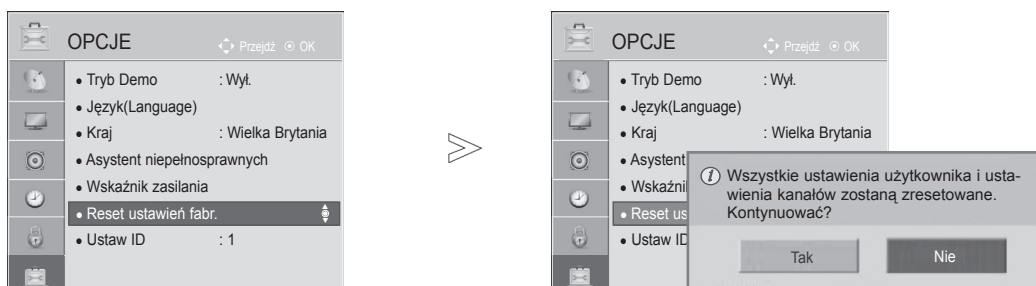 OPCJE
Przejdź OK
• Tryb Demo : Wył.
• Język(Language)
• Kraj : Wielka Brytania
• Asystent niepełnosprawnych
• Wskaźnik zasilania
• Reset ustawień fabr.
• Ustaw ID : 1
OPCJE
Przejdź OK
• Tryb Demo : Wył.
• Język(Language)
• Kraj : Wielka Brytania
• Asystent
• Wskaźni
• Reset us
• Ustaw ID
Wszystkie ustawienia użytkownika i usta-
wienia kanałów zostaną zresetowane.
Kontynuować?
Tak Nie